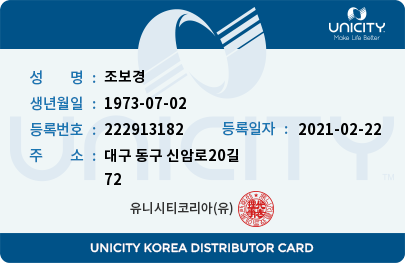 UNICITY
Make Life Better
성 명 : 조보경
생년월일 : 1973-07-02
등록번호 : 222913182 등록일자 : 2021-02-22
주 소 : 대구 동구 신암로20길
72
유니시티코리아(유)
UNICITY
UNICITY KOREA DISTRIBUTOR CARD